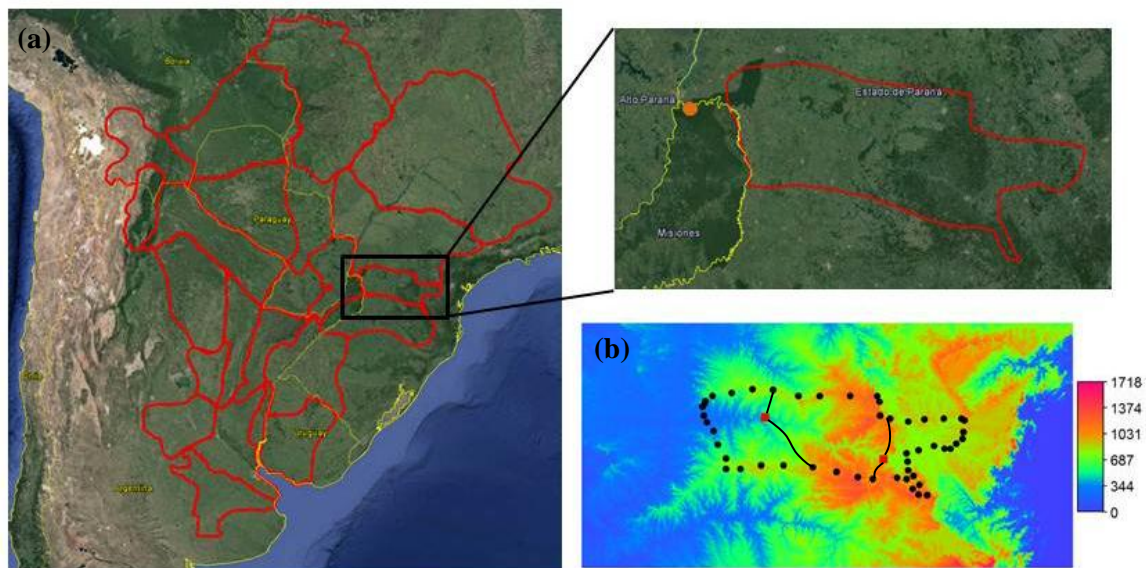 (a)
Bolivia
Paraguay
Chile
Uruguay
Argentina
Alto Paraná
Estado de Paraná
Misiones
(b)
1718
1374
1031
687
344
0